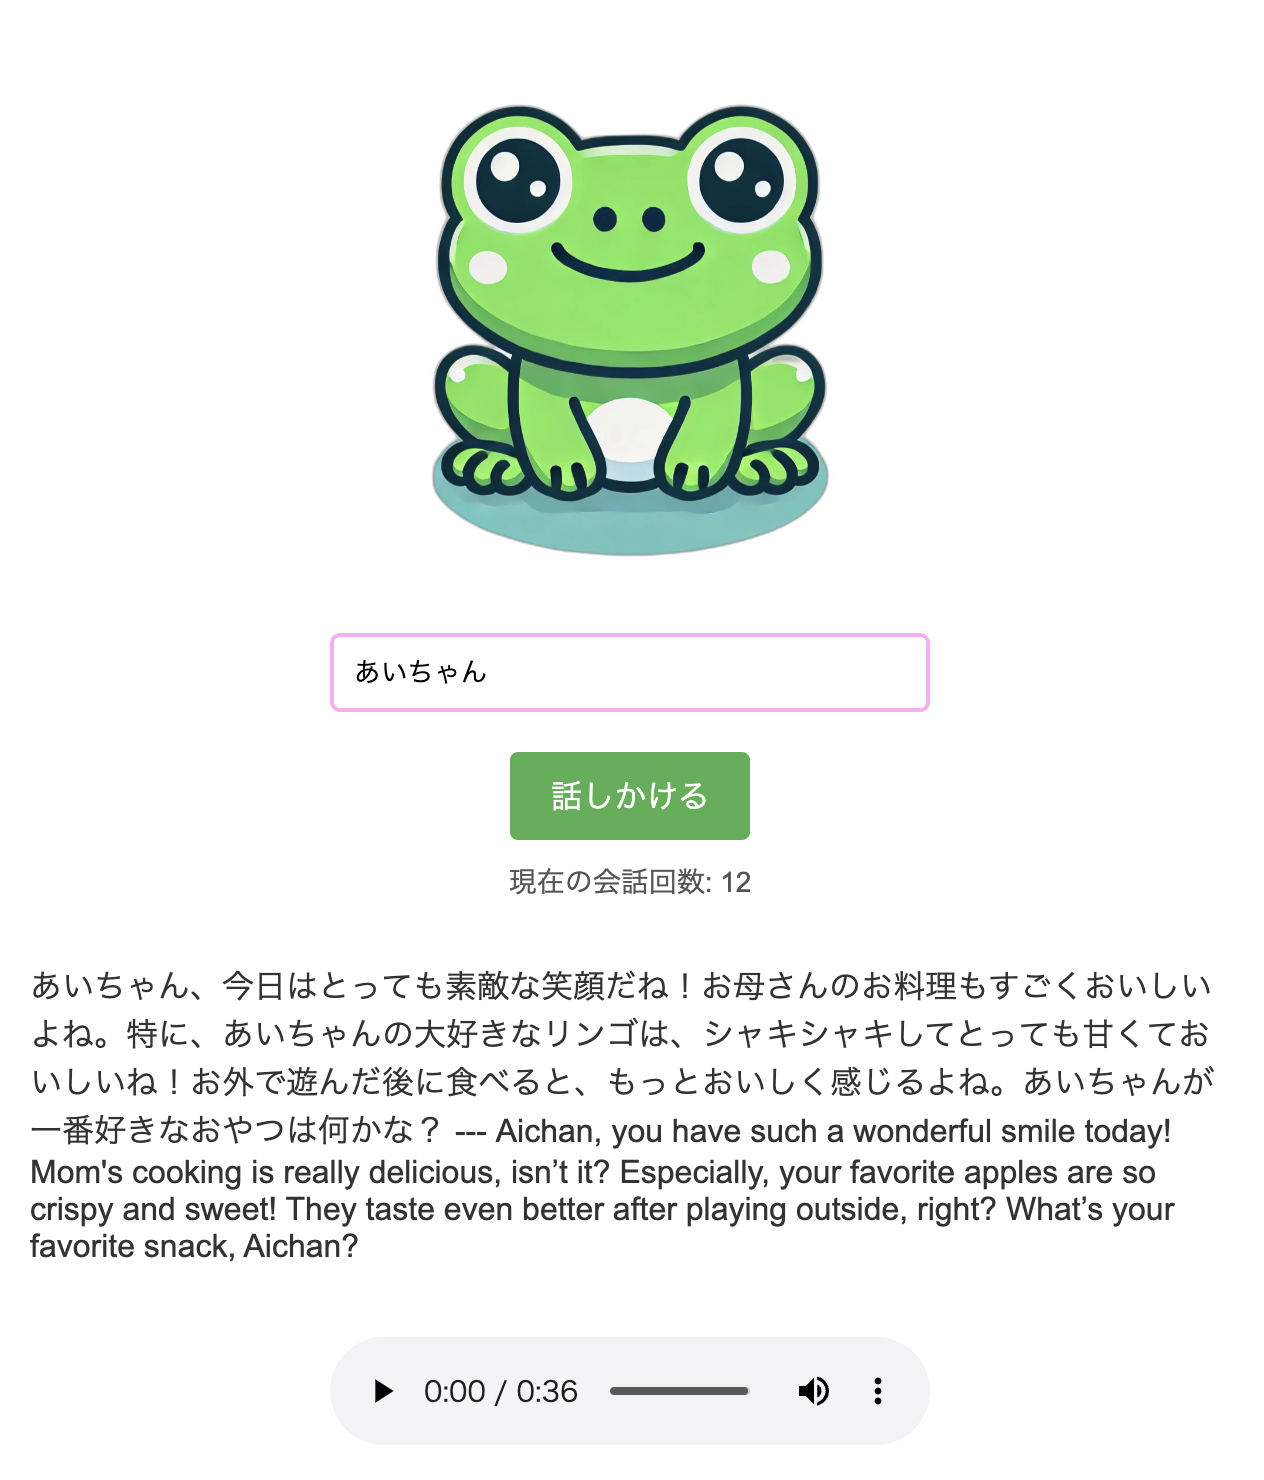 あいちゃん
話しかける
現在の会話回数: 12
あいちゃん、今日はとっても素敵な笑顔だね！お母さんのお料理もすごくおいしい
よね。特に、あいちゃんの大好きなリンゴは、シャキシャキしてとっても甘くてお
いしいね！お外で遊んだ後に食べると、もっとおいしく感じるよね。あいちゃんが
一番好きなおやつは何かな？ --- Aichan, you have such a wonderful smile today!
Mom's cooking is really delicious, isn’t it? Especially, your favorite apples are so
crispy and sweet! They taste even better after playing outside, right? What’s your
favorite snack, Aichan?
0:00 / 0:36